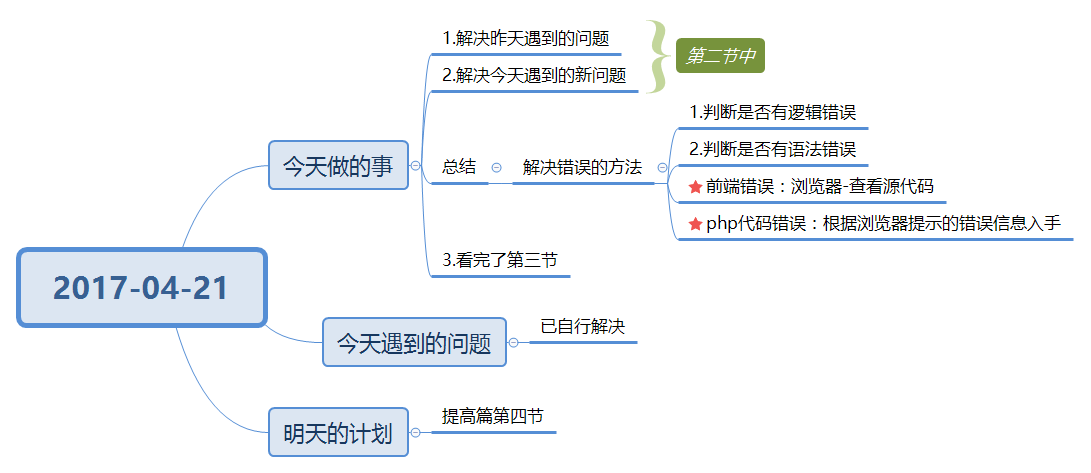 2017-04-21
今天做的事
1.解决昨天遇到的问题
2.解决今天遇到的新问题
第二节中
总结
解决错误的方法
1.判断是否有逻辑错误
2.判断是否有语法错误
前端错误：浏览器-查看源代码
php代码错误：根据浏览器提示的错误信息入手
3.看完了第三节
今天遇到的问题
已自行解决
明天的计划
提高篇第四节